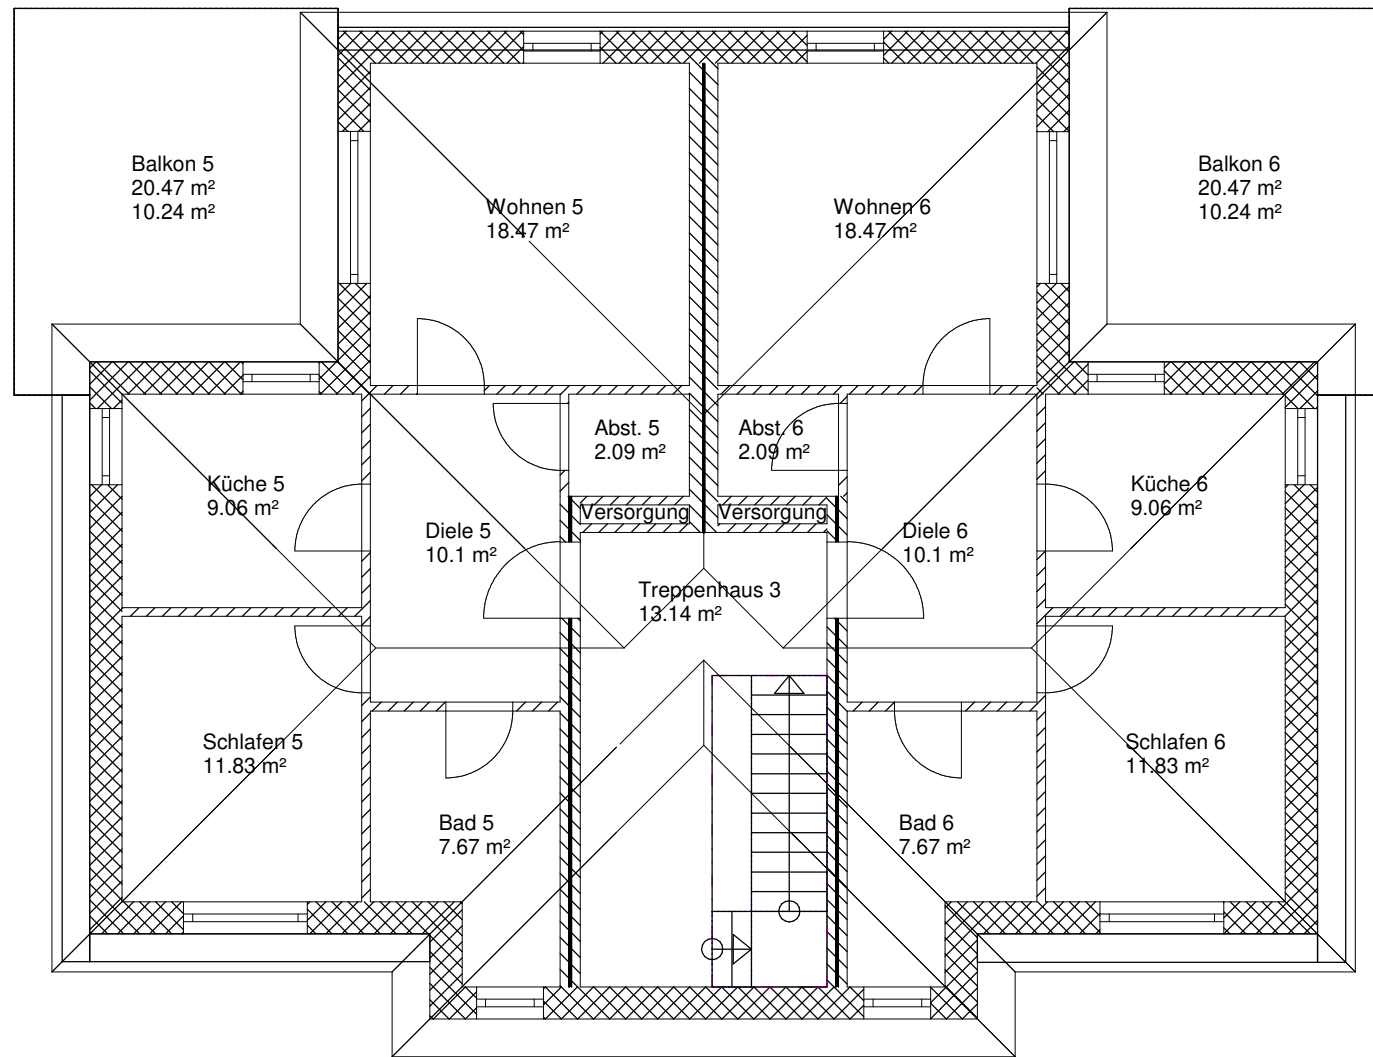 Balkon 5
20.47 m²
10.24 m²
Wohnen 5
18.47 m²
Wohnen 6
18.47 m²
Balkon 6
20.47 m²
10.24 m²
Abst. 5
2.09 m²
Abst. 6
2.09 m²
Küche 5
9.06 m²
Diele 5
10.1 m²
Versorgung
Versorgung
Diele 6
10.1 m²
Küche 6
9.06 m²
Treppenhaus 3
13.14 m²
Schlafen 5
11.83 m²
Schlafen 6
11.83 m²
Bad 5
7.67 m²
Bad 6
7.67 m²